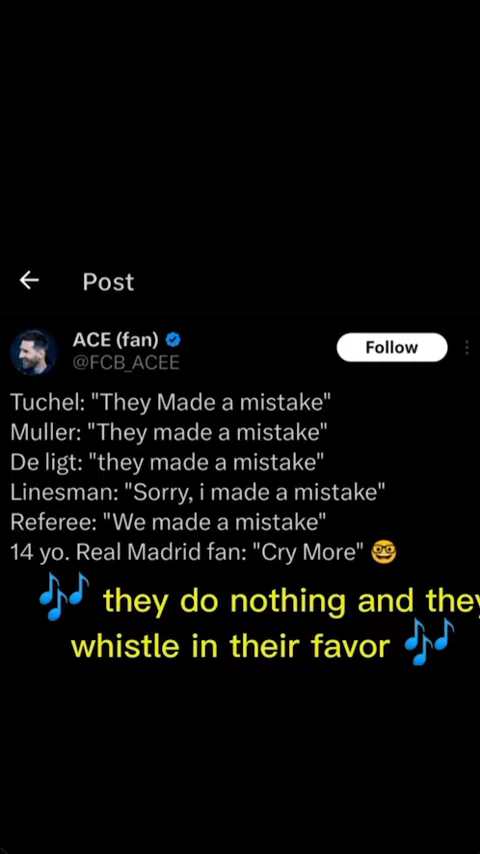 Post
ACE (fan)
@FCB_ACEE
Follow
Tuchel: "They Made a mistake"
Muller: "They made a mistake"
De ligt: "they made a mistake"
Linesman: "Sorry, i made a mistake"
Referee: "We made a mistake"
14 yo. Real Madrid fan: "Cry More" 🤓
🎶 they do nothing and they
whistle in their favor 🎶